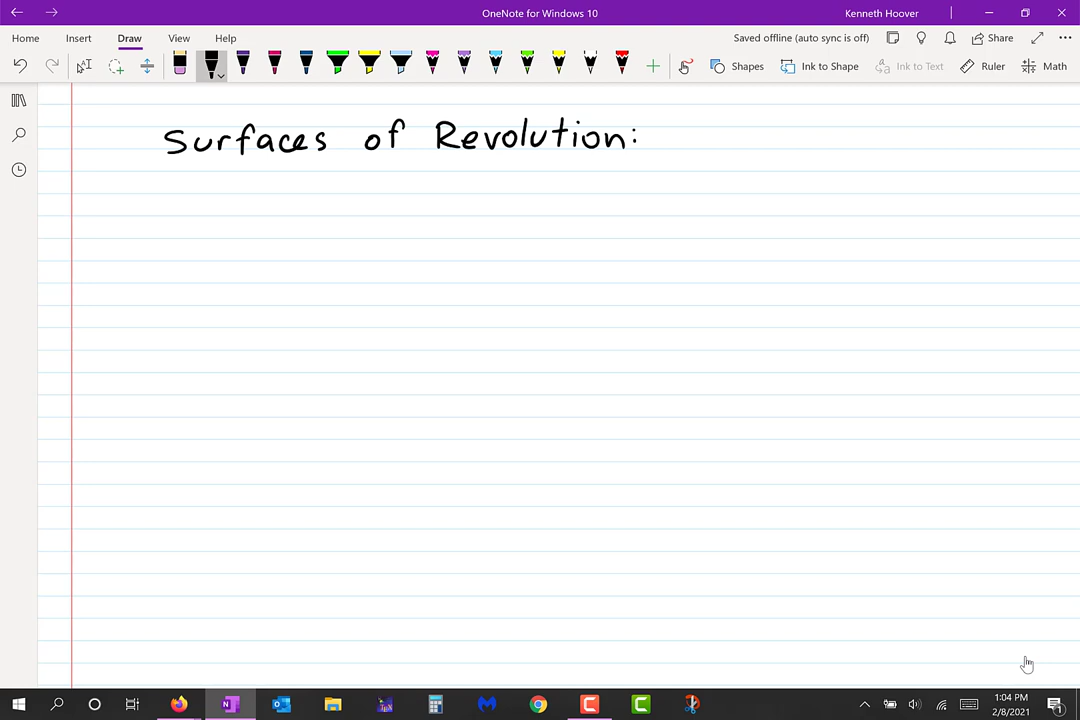 OneNote for Windows 10
Kenneth Hoover
Home Insert Draw View Help
Saved offline (auto sync is off) Share
Shapes Ink to Shape Ink to Text Ruler Math
Surfaces of Revolution:
1:04 PM
2/8/2021